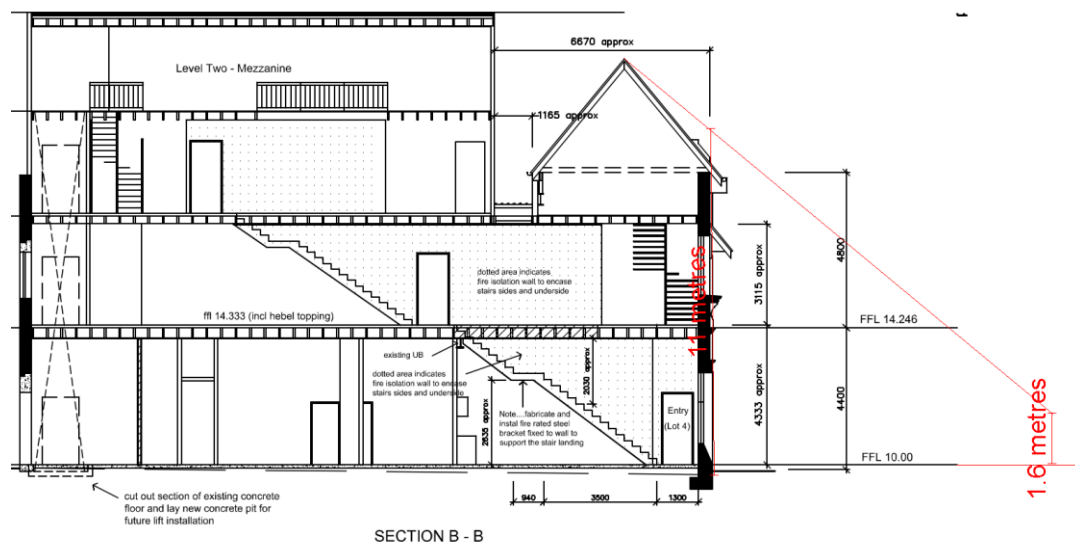 6670 approx
Level Two - Mezzanine
1165 approx
4800
3115 approx
11 metres
dotted area indicates
fire isolation wall to encase
stairs sides and underside
ffl 14.333 (incl hebel topping)
FFL 14.246
existing UB
dotted area indicates
fire isolation wall to encase
stairs sides and underside
2030 approx
4333 approx
4400
2635 approx
Note....fabricate and
instal fire rated steel
bracket fixed to wall to
support the stair landing
Entry
(Lot 4)
1.6 metres
FFL 10.00
940
3500
1300
cut out section of existing concrete
floor and lay new concrete pit for
future lift installation
SECTION B - B